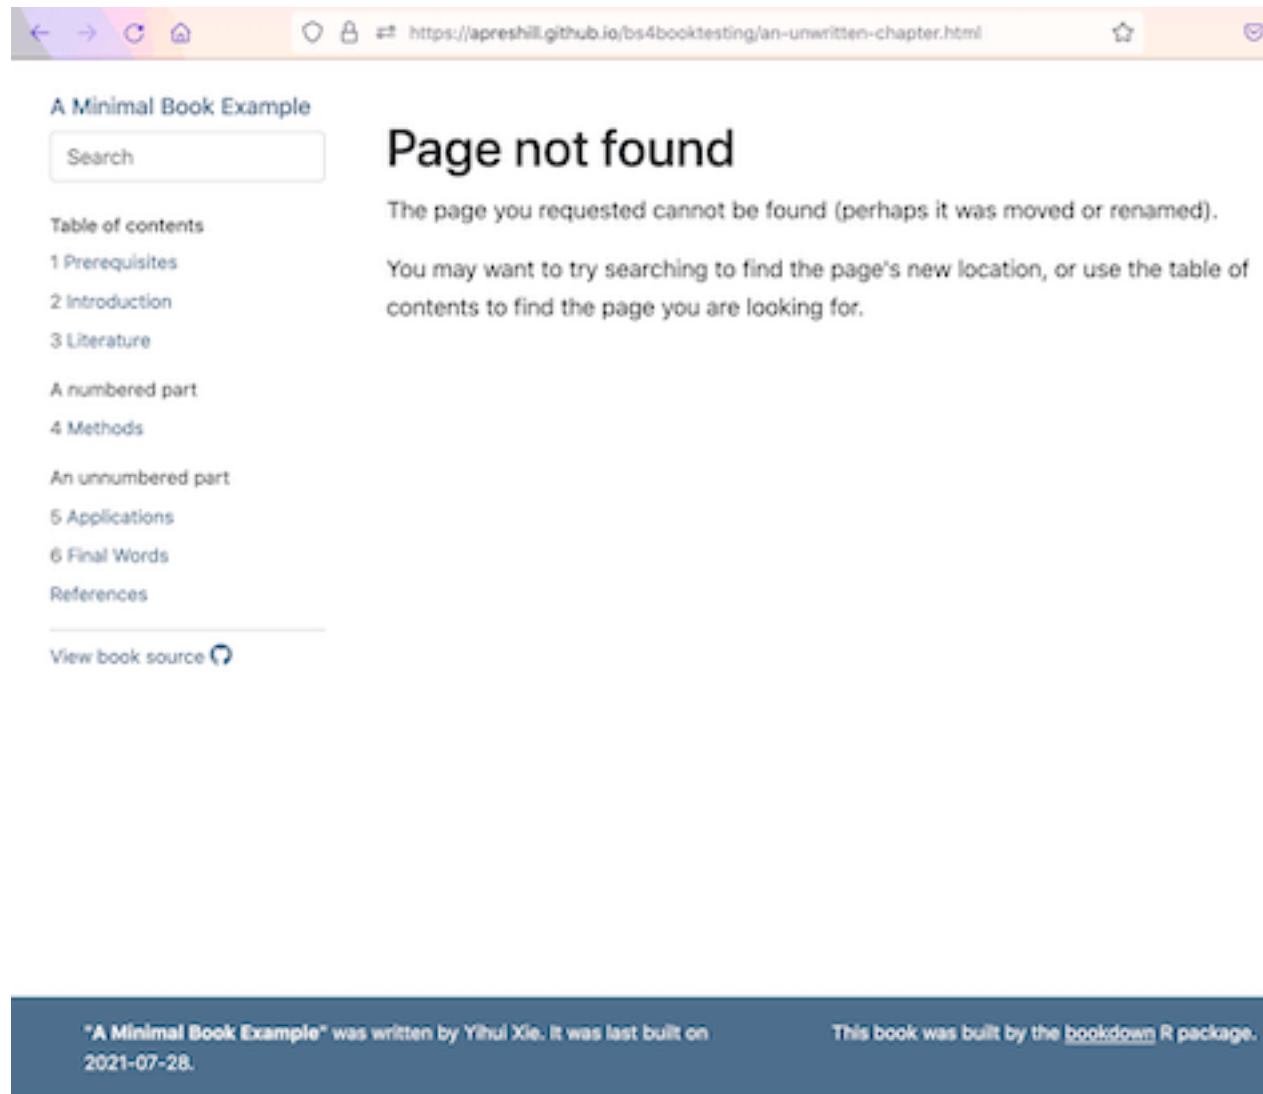 https://apreshill.github.io/bs4booktesting/an-unwritten-chapter.html
A Minimal Book Example
Search
Table of contents
1 Prerequisites
2 Introduction
3 Literature
A numbered part
4 Methods
An unnumbered part
5 Applications
6 Final Words
References
View book source
Page not found
The page you requested cannot be found (perhaps it was moved or renamed).
You may want to try searching to find the page's new location, or use the table of
contents to find the page you are looking for.
"A Minimal Book Example" was written by Yihui Xie. It was last built on
2021-07-28.
This book was built by the bookdown R package.